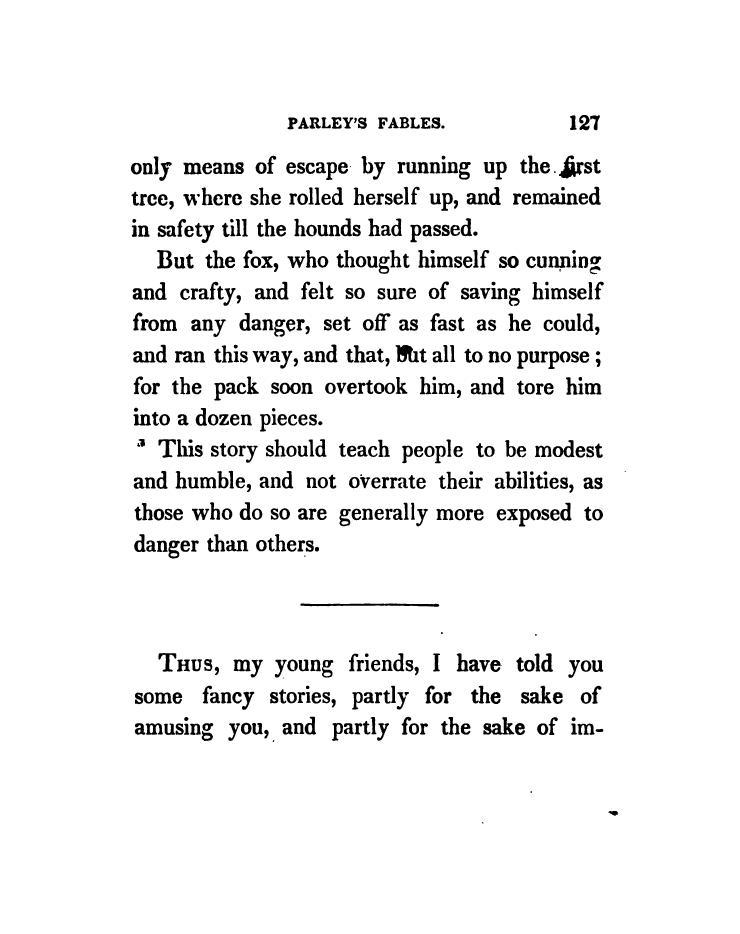 PARLEY'S FABLES. 127
only means of escape by running up the first
tree, where she rolled herself up, and remained
in safety till the hounds had passed.
But the fox, who thought himself so cunning
and crafty, and felt so sure of saving himself
from any danger, set off as fast as he could,
and ran this way, and that, but all to no purpose ;
for the pack soon overtook him, and tore him
into a dozen pieces.
This story should teach people to be modest
and humble, and not overrate their abilities, as
those who do so are generally more exposed to
danger than others.
THUS, my young friends, I have told you
some fancy stories, partly for the sake of
amusing you, and partly for the sake of im-